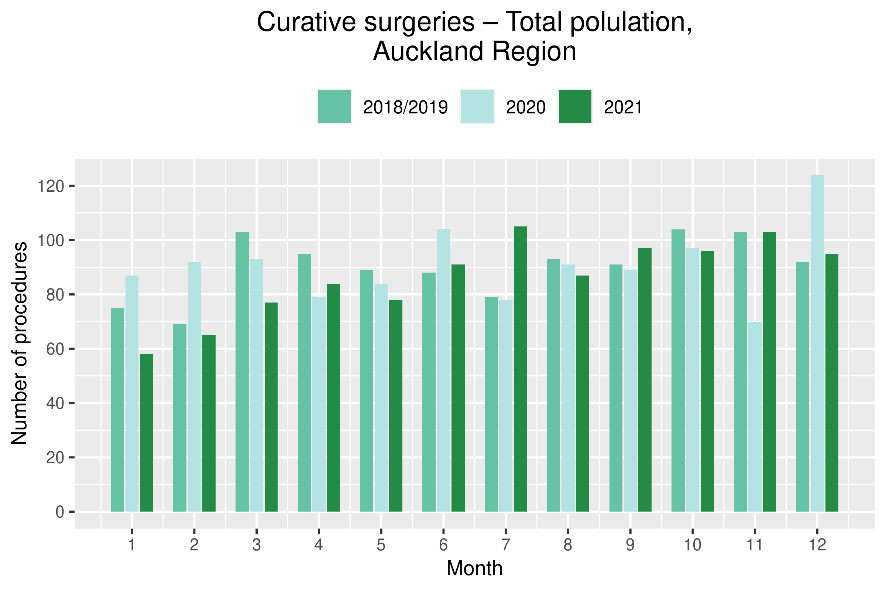 Curative surgeries – Total polulation,
Auckland Region
2018/2019 2020 2021
Number of procedures
120
100
80
60
40
20
0
1 2 3 4 5 6 7 8 9 10 11 12
Month